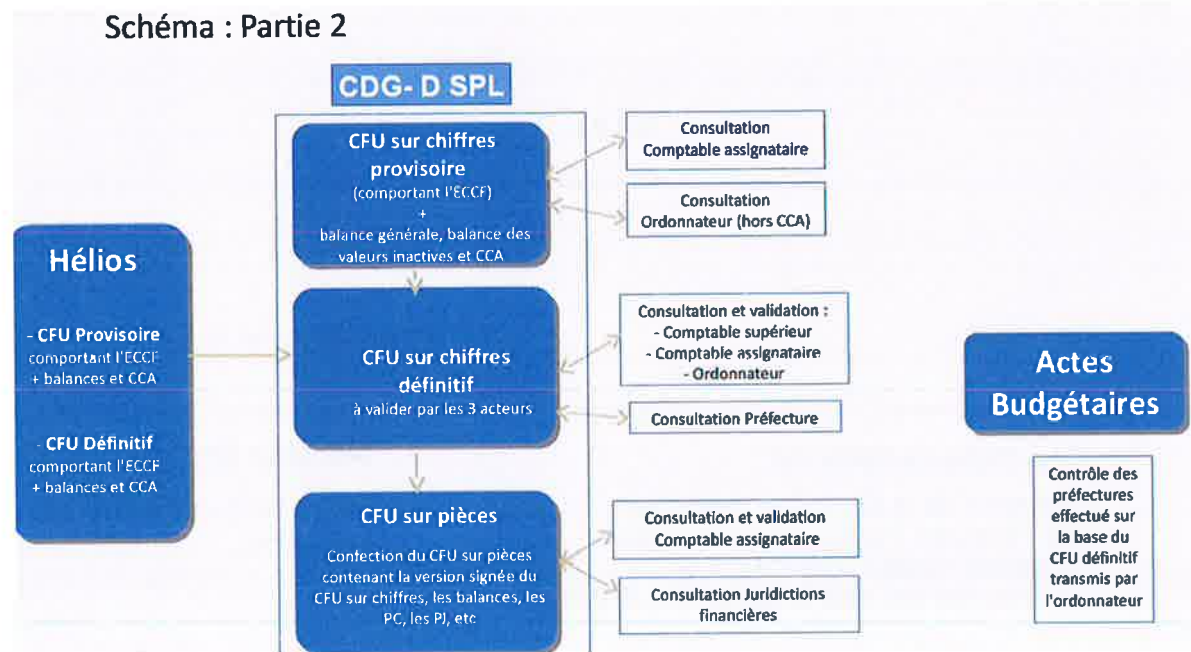 Schéma : Partie 2
CDG- D SPL
Hélios
- CFU Provisoire
comportant l'ECCF
+ balances et CCA
- CFU Définitif
comportant l'ECCF
+ balances et CCA
CFU sur chiffres
provisoire
(comportant l'ECCF)
+
balance générale, balance des
valeurs inactives et CCA
Consultation
Comptable assignataire
Consultation
Ordonnateur (hors CCA)
CFU sur chiffres
définitif
à valider par les 3 acteurs
Consultation et validation :
- Comptable supérieur
- Comptable assignataire
- Ordonnateur
Consultation Préfecture
CFU sur pièces
Confection du CFU sur pièces
contenant la version signée du
CFU sur chiffres, les balances, les
PC, les PJ, etc
Consultation et validation
Comptable assignataire
Consultation Juridictions
financières
Actes
Budgétaires
Contrôle des
préfectures
effectué sur
la base du
CFU définitif
transmis par
l'ordonnateur